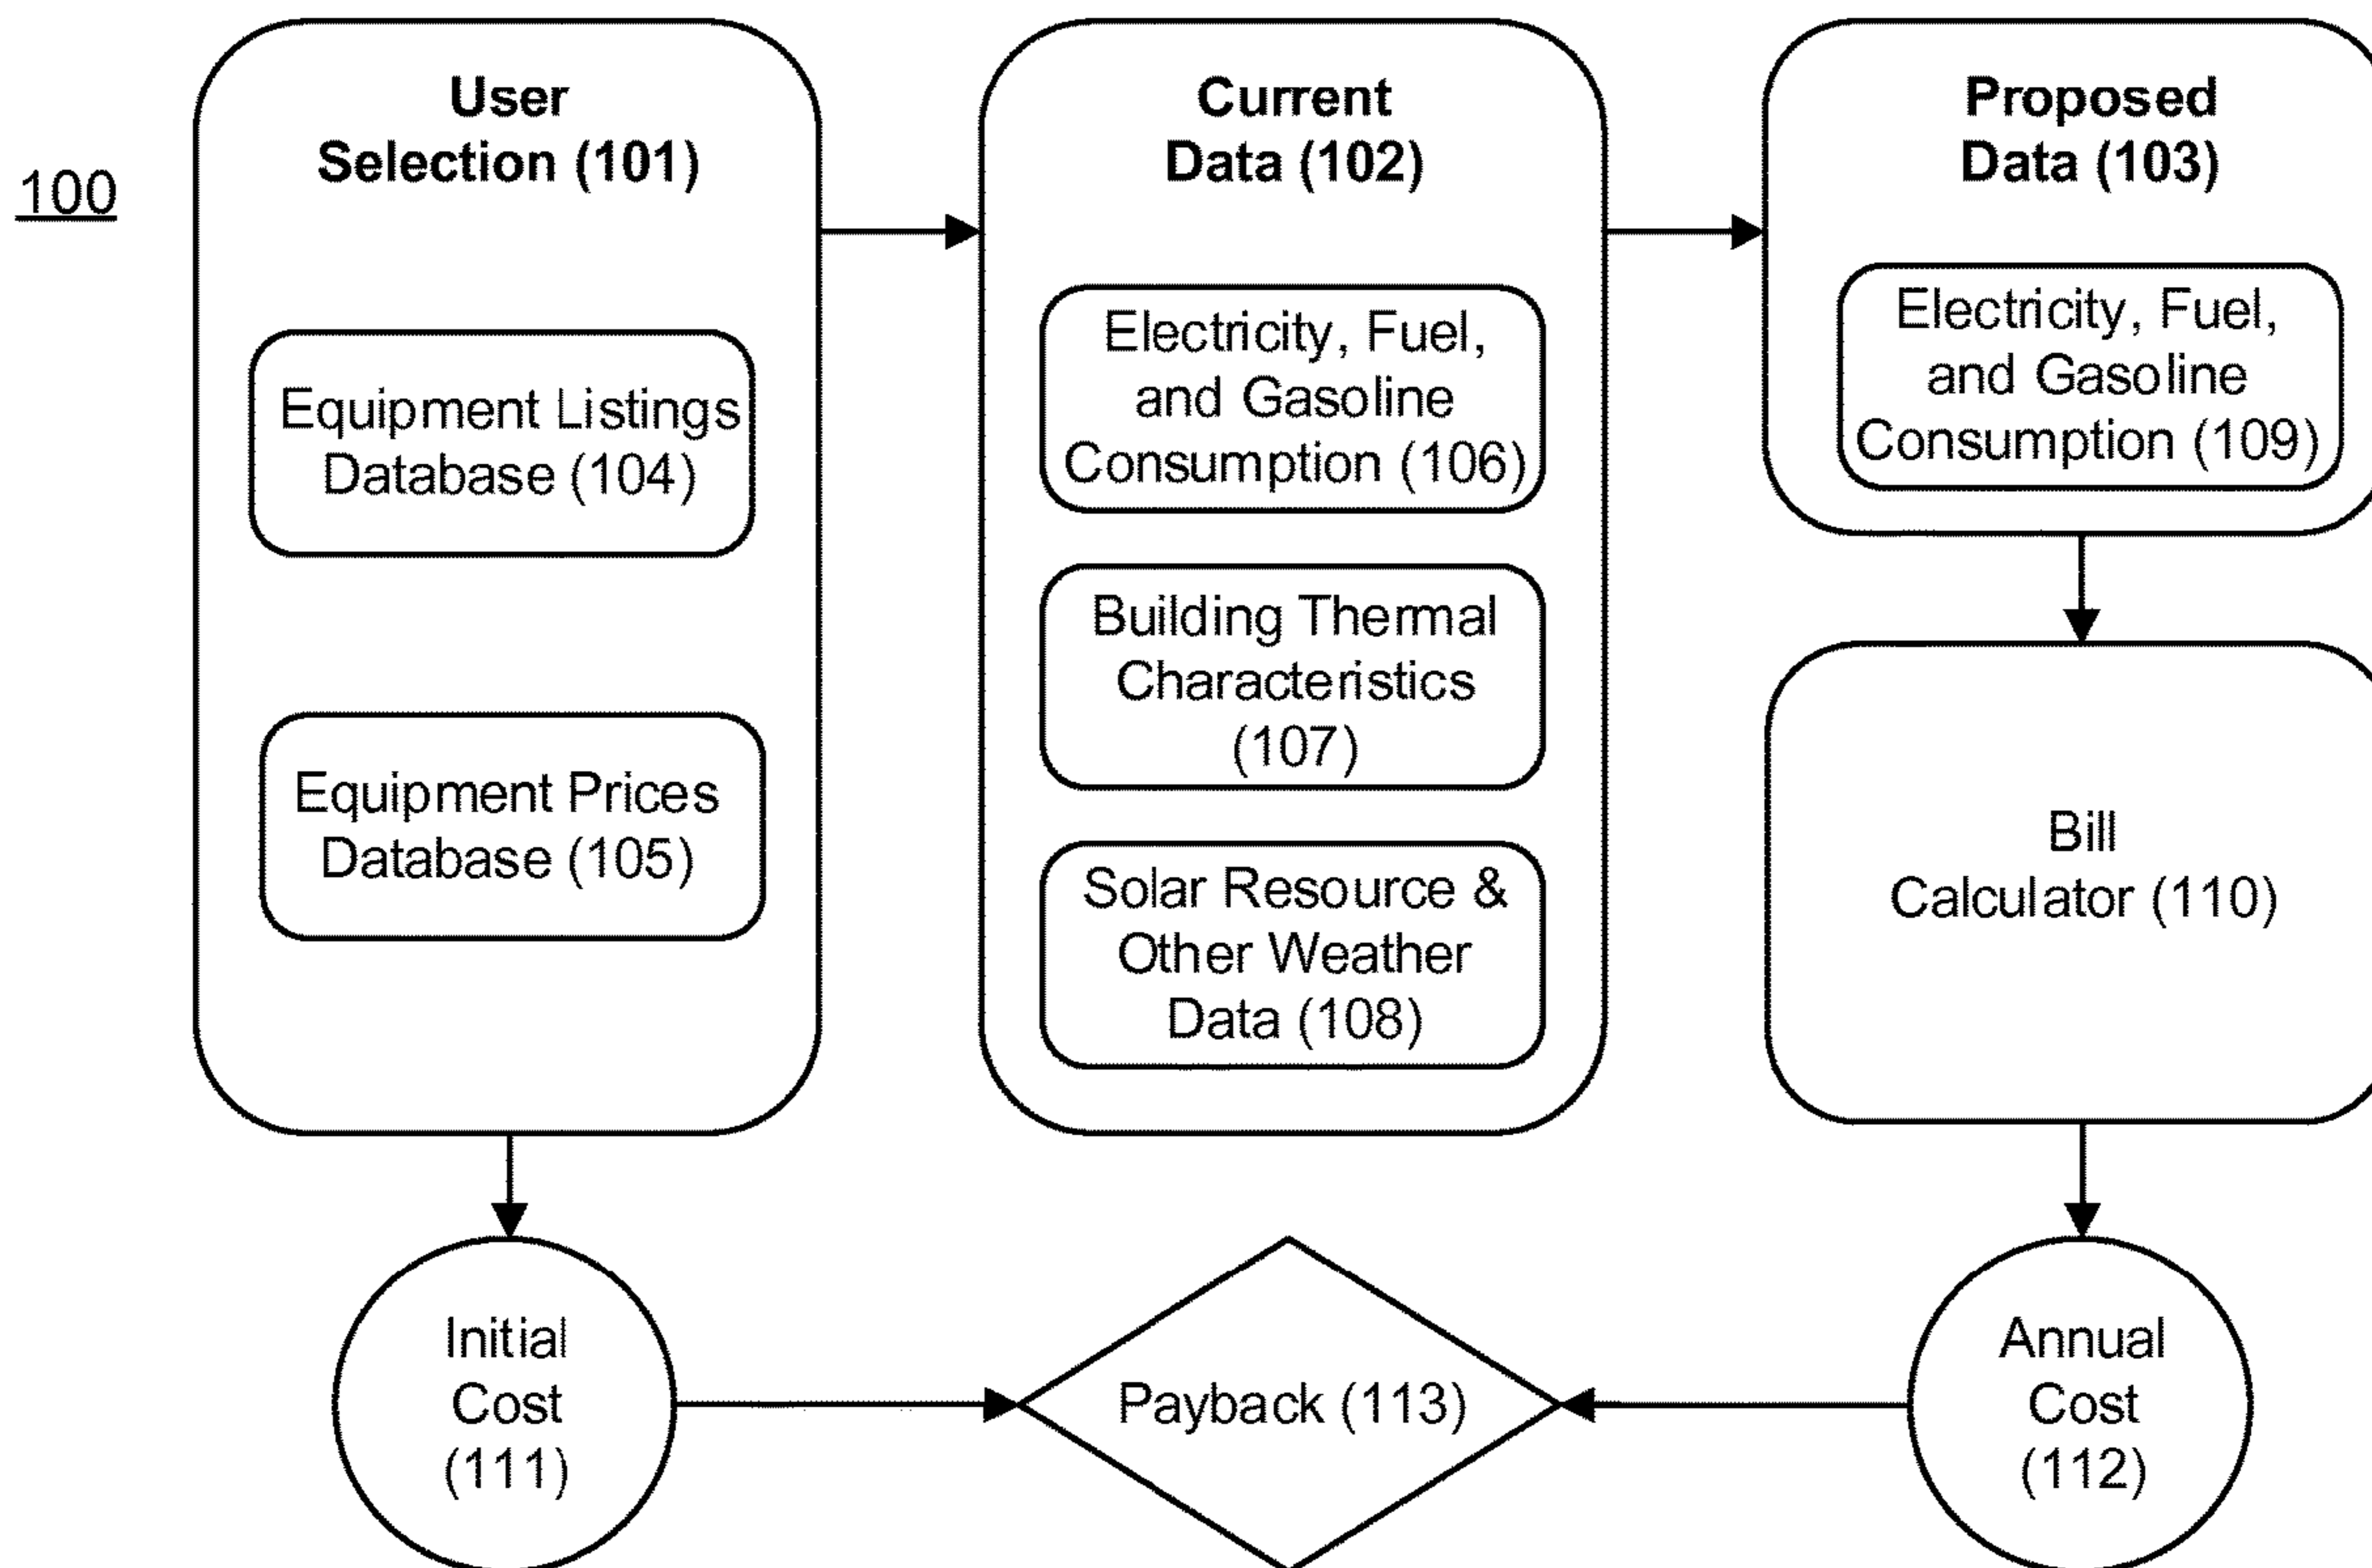 100
User
Selection (101)
Equipment Listings
Database (104)
Equipment Prices
Database (105)
Current
Data (102)
Electricity, Fuel,
and Gasoline
Consumption (106)
Building Thermal
Characteristics
(107)
Solar Resource &
Other Weather
Data (108)
Proposed
Data (103)
Electricity, Fuel,
and Gasoline
Consumption (109)
Bill
Calculator (110)
Initial
Cost
(111)
Payback (113)
Annual
Cost
(112)